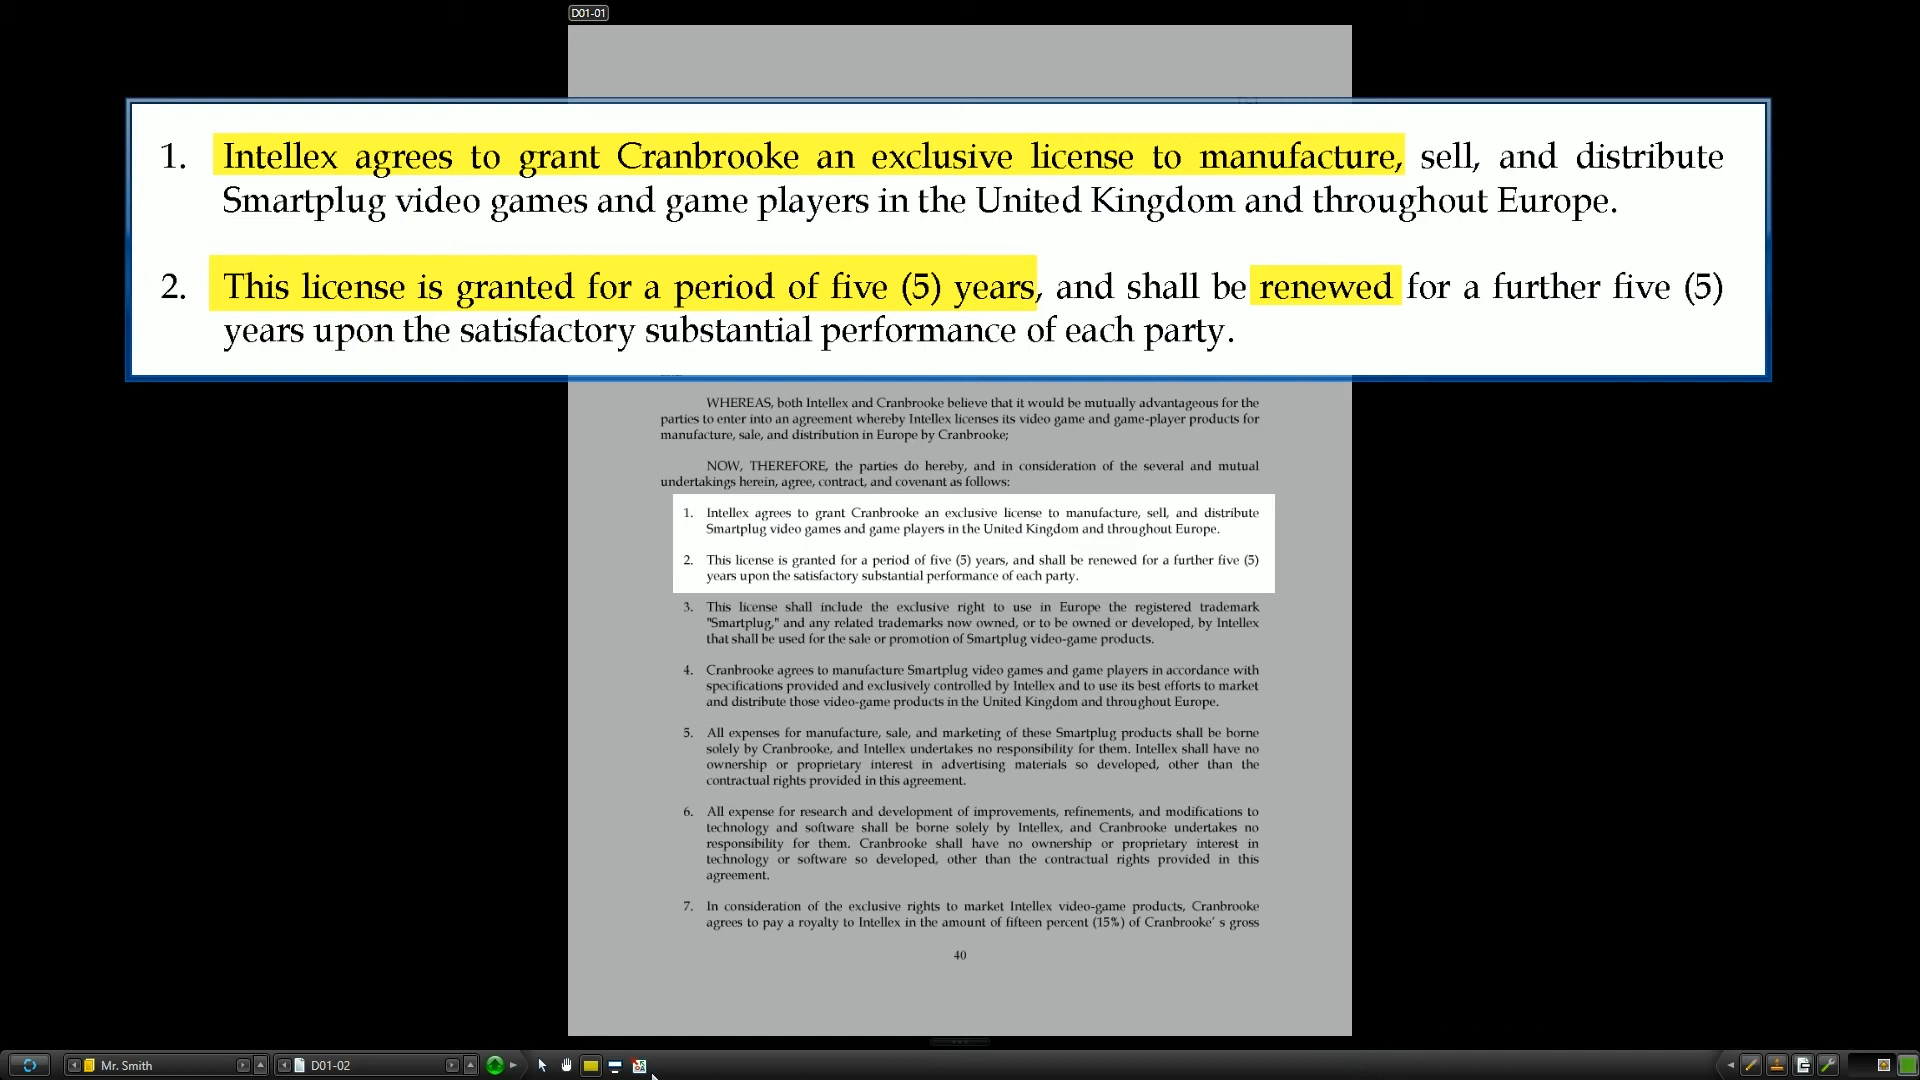 D01-01
1. Intellex agrees to grant Cranbrooke an exclusive license to manufacture, sell, and distribute
Smartplug video games and game players in the United Kingdom and throughout Europe.
2. This license is granted for a period of five (5) years, and shall be renewed for a further five (5)
years upon the satisfactory substantial performance of each party.
WHEREAS, both Intellex and Cranbrooke believe that it would be mutually advantageous for the
parties to enter into an agreement whereby Intellex licenses its video game and game-player products for
manufacture, sale, and distribution in Europe by Cranbrooke;
NOW, THEREFORE, the parties do hereby, and in consideration of the several and mutual
undertakings herein, agree, contract, and covenant as follows:
1. Intellex agrees to grant Cranbrooke an exclusive license to manufacture, sell, and distribute
Smartplug video games and game players in the United Kingdom and throughout Europe.
2. This license is granted for a period of five (5) years, and shall be renewed for a further five (5)
years upon the satisfactory substantial performance of each party.
3. This license shall include the exclusive right to use in Europe the registered trademark
"Smartplug," and any related trademarks now owned, or to be owned or developed, by Intellex
that shall be used for the sale or promotion of Smartplug video-game products.
4. Cranbrooke agrees to manufacture Smartplug video games and game players in accordance with
specifications provided and exclusively controlled by Intellex and to use its best efforts to market
and distribute those video-game products in the United Kingdom and throughout Europe.
5. All expenses for manufacture, sale, and marketing of these Smartplug products shall be borne
solely by Cranbrooke, and Intellex undertakes no responsibility for them. Intellex shall have no
ownership or proprietary interest in advertising materials so developed, other than the
contractual rights provided in this agreement.
6. All expense for research and development of improvements, refinements, and modifications to
technology and software shall be borne solely by Intellex, and Cranbrooke undertakes no
responsibility for them. Cranbrooke shall have no ownership or proprietary interest in
technology or software so developed, other than the contractual rights provided in this
agreement.
7. In consideration of the exclusive rights to market Intellex video-game products, Cranbrooke
agrees to pay a royalty to Intellex in the amount of fifteen percent (15%) of Cranbrooke' s gross
40
Mr. Smith
D01-02